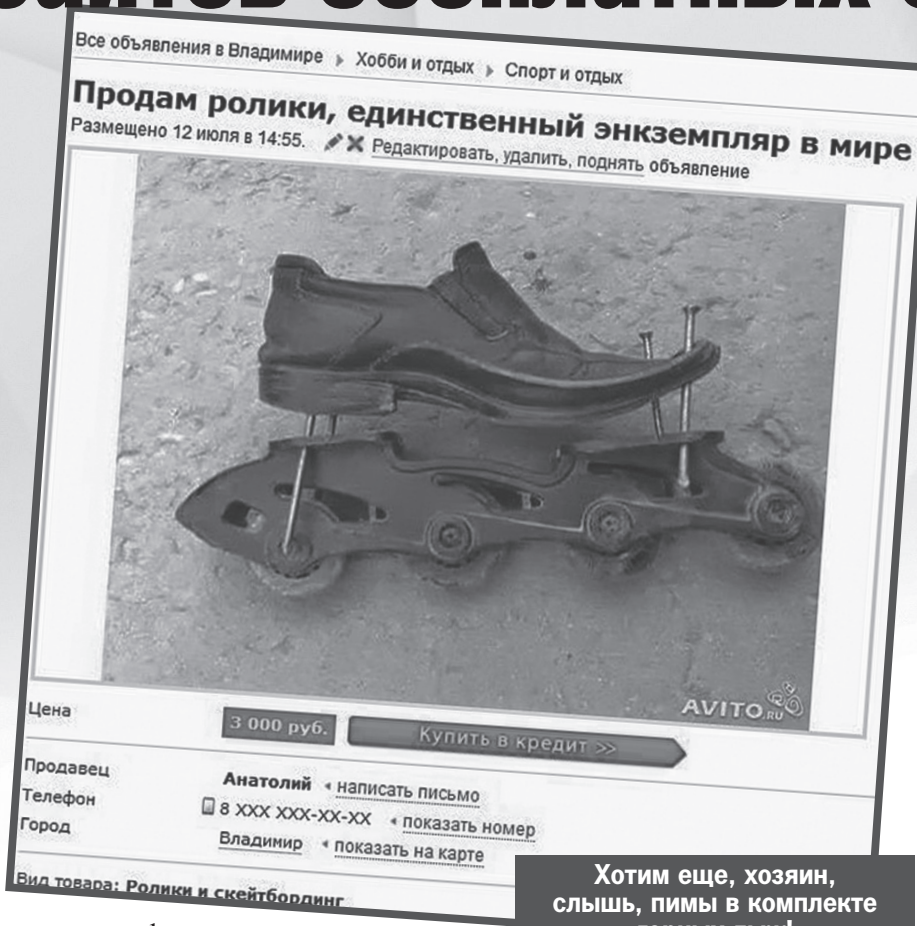 бесплатных
Все объявления в Владимире ▸ Хобби и отдых ▸ Спорт и отдых
Продам ролики, единственный энкземпляр в мире
Размещено 12 июля в 14:55. Редактировать, удалить, поднять объявление
AVITO.RU
Цена 3 000 руб. Купить в кредит >>
Продавец Анатолий написать письмо
Телефон 8 XXX XXX-XX-XX показать номер
Город Владимир показать на карте
Вид товара: Ролики и скейтбординг
Хотим еще, хозяин,
слышь, пимы в комплекте